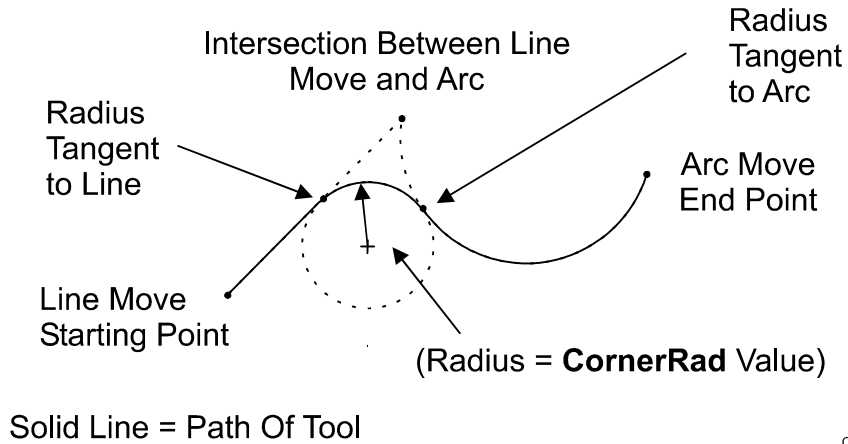 Intersection Between Line
Move and Arc
Radius
Tangent
to Arc
Radius
Tangent
to Line
Arc Move
End Point
Line Move
Starting Point
(Radius = CornerRad Value)
Solid Line = Path Of Tool